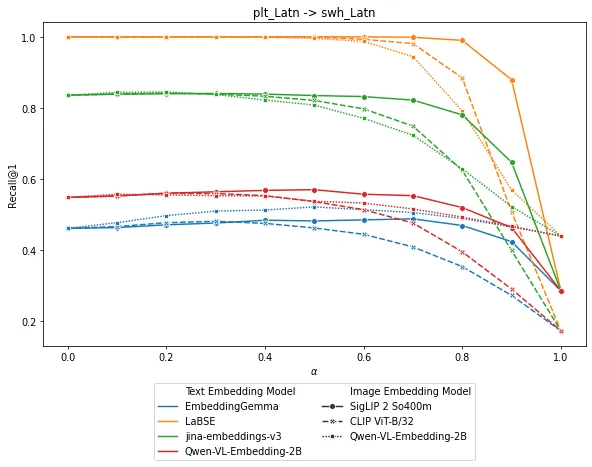 plt_Latn -> swh_Latn
1.0
0.8
0.6
0.4
0.2
Recall@1
0.0 0.2 0.4 0.6 0.8 1.0
α
Text Embedding Model Image Embedding Model
EmbeddingGemma SigLIP 2 So400m
LaBSE CLIP ViT-B/32
jina-embeddings-v3 Qwen-VL-Embedding-2B
Qwen-VL-Embedding-2B